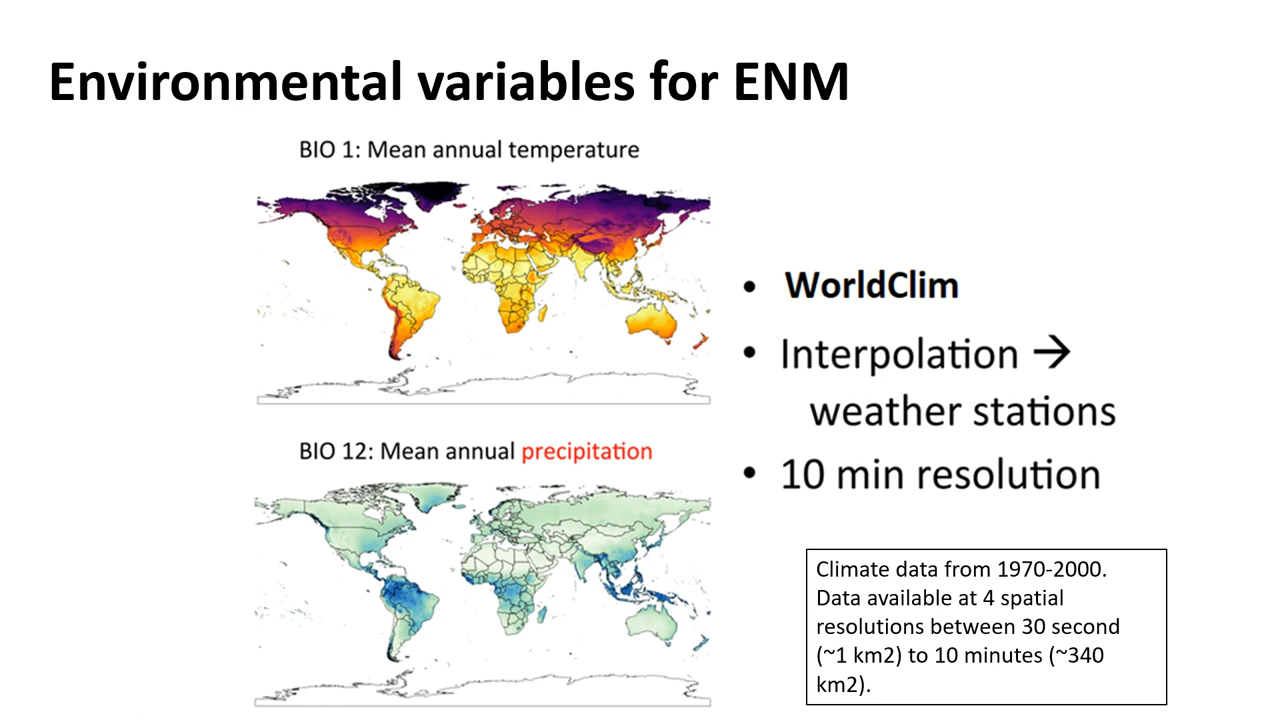 Environmental variables for ENM
BIO 1: Mean annual temperature
BIO 12: Mean annual precipitation
• WorldClim
• Interpolation →
weather stations
• 10 min resolution
Climate data from 1970-2000.
Data available at 4 spatial
resolutions between 30 second
(~1 km2) to 10 minutes (~340
km2).